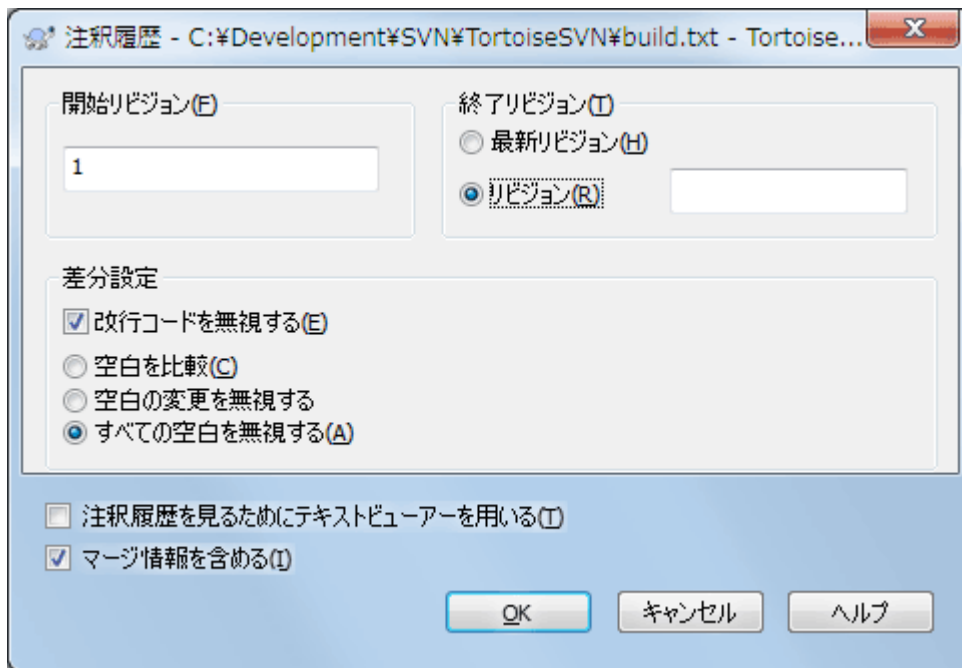 注釈履歴 - C:¥Development¥SVN¥TortoiseSVN¥build.txt - Tortoise...
開始リビジョン(F)
1
終了リビジョン(T)
最新リビジョン(H)
リビジョン(R)
差分設定
改行コードを無視する(E)
空白を比較(C)
空白の変更を無視する
すべての空白を無視する(A)
注釈履歴を見るためにテキストビューアーを用いる(T)
マージ情報を含める(I)
OK
キャンセル
ヘルプ